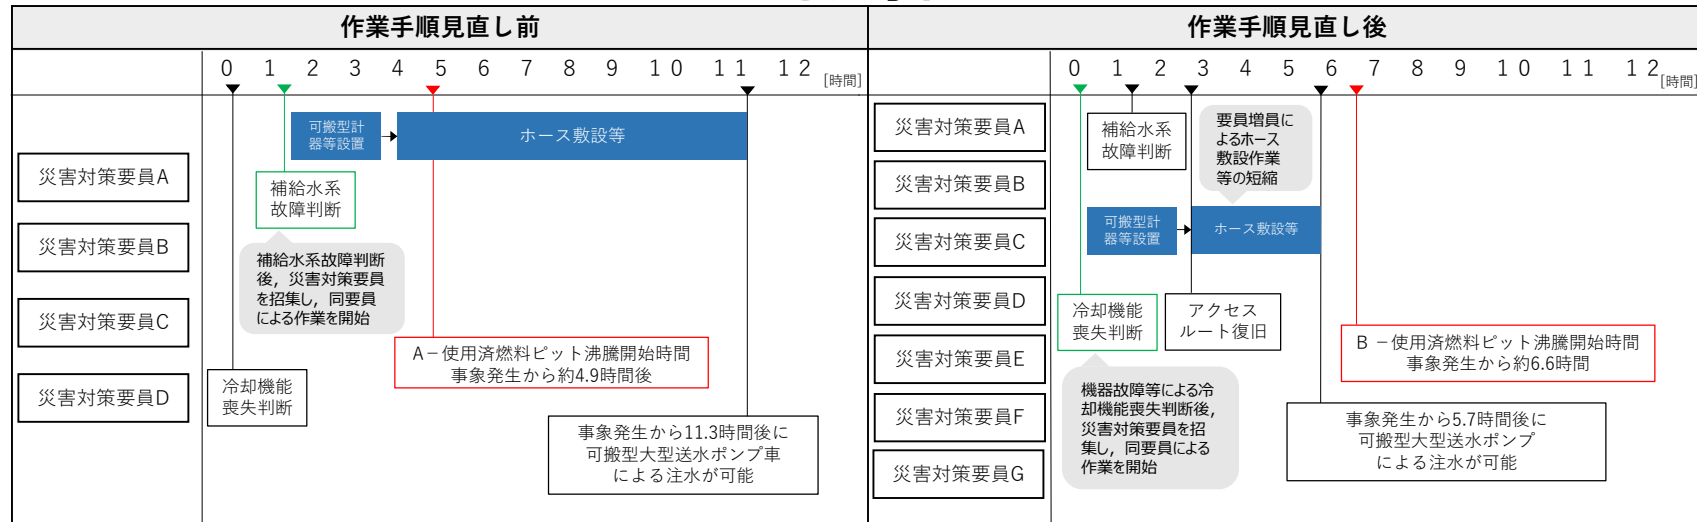 作業手順見直し前
0 1 2 3 4 5 6 7 8 9 10 11 12
[時間]
可搬型計
器等設置
ホース敷設等
災害対策要員A
災害対策要員B
災害対策要員C
災害対策要員D
補給水系
故障判断
補給水系故障判断
後，災害対策要員
を招集し，同要員
による作業を開始
A－使用済燃料ピット沸騰開始時間
事象発生から約4.9時間後
冷却機能
喪失判断
事象発生から11.3時間後に
可搬型大型送水ポンプ車
による注水が可能
作業手順見直し後
0 1 2 3 4 5 6 7 8 9 10 11 12
[時間]
災害対策要員A
災害対策要員B
災害対策要員C
災害対策要員D
災害対策要員E
災害対策要員F
災害対策要員G
補給水系
故障判断
要員増員に
よるホース
敷設作業
等の短縮
可搬型計
器等設置
ホース敷設等
冷却機能
喪失判断
アクセス
ルート復旧
B－使用済燃料ピット沸騰開始時間
事象発生から約6.6時間
機器故障等による冷
却機能喪失判断後，
災害対策要員を招
集し，同要員による
作業を開始
事象発生から5.7時間後に
可搬型大型送水ポンプ
による注水が可能